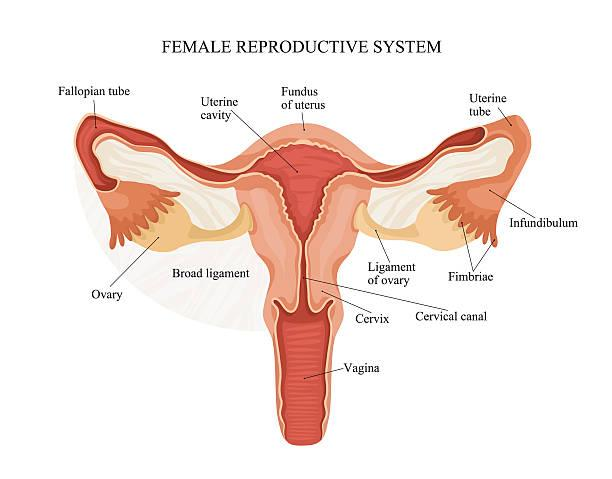 FEMALE REPRODUCTIVE SYSTEM
Fallopian tube
Uterine
cavity
Fundus
of uterus
Uterine
tube
Infundibulum
Fimbriae
Ligament
of ovary
Broad ligament
Ovary
Cervix
Cervical canal
Vagina